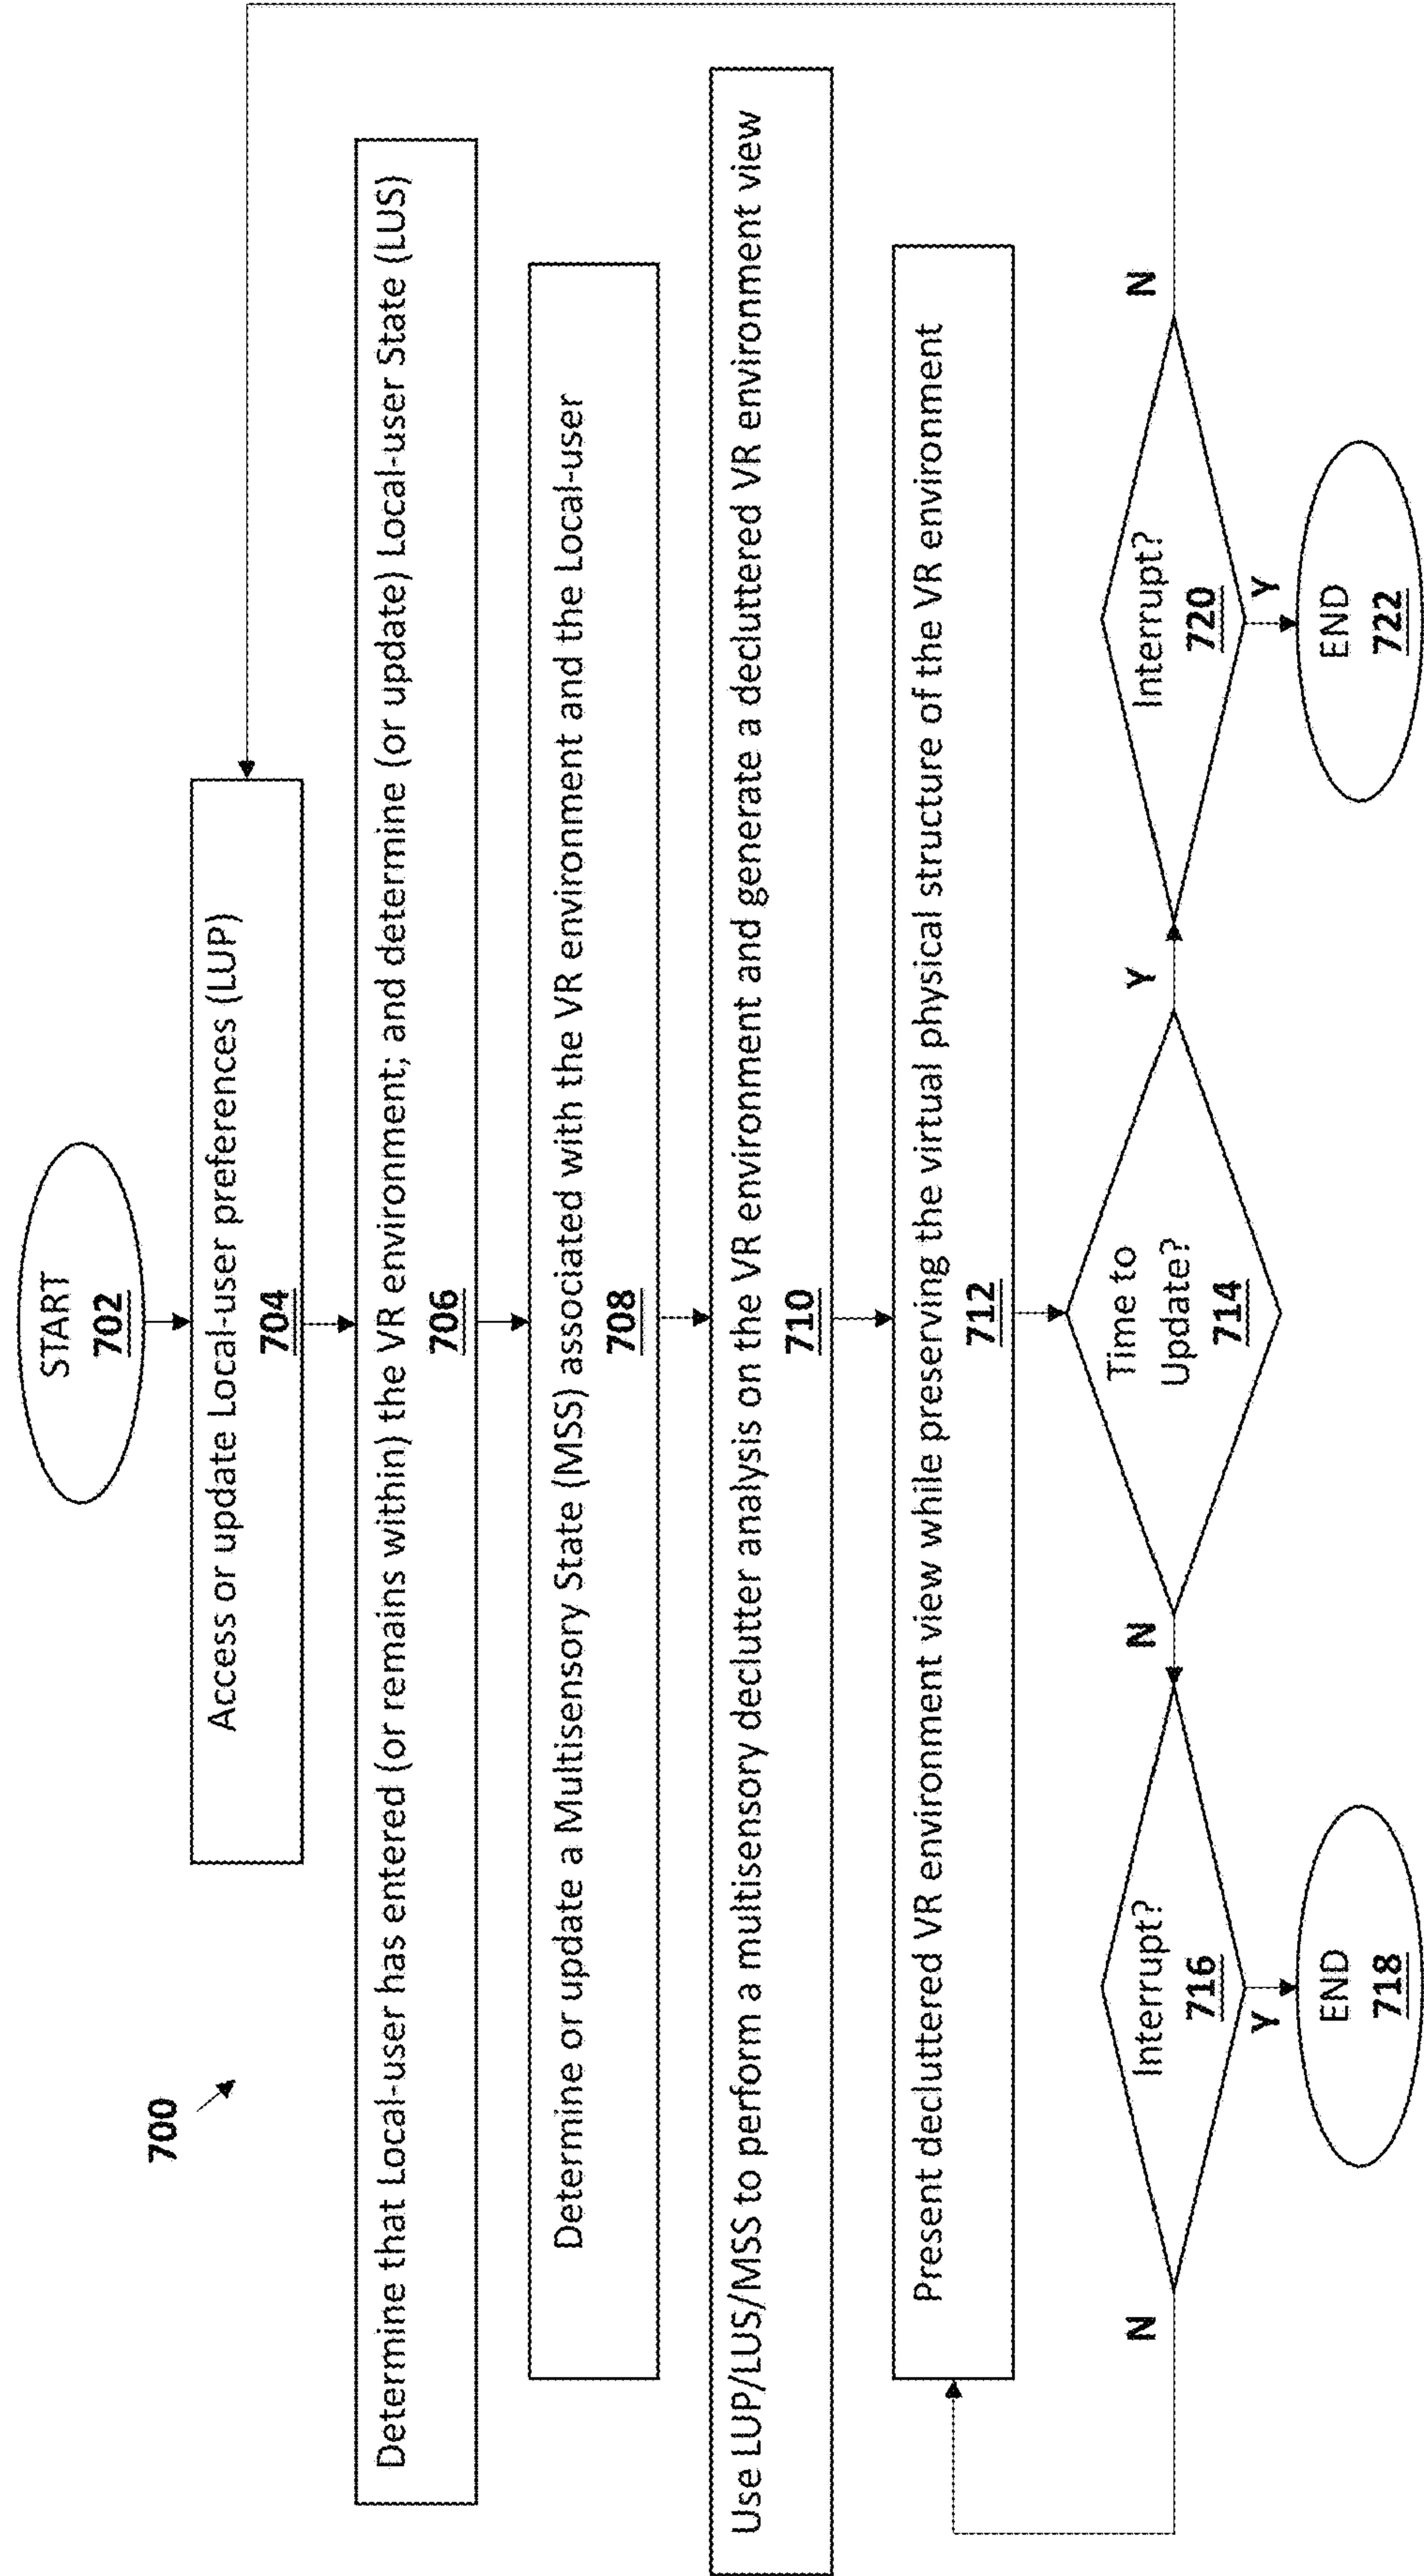 700
START
702
Access or update Local-user preferences (LUP)
704
Determine that Local-user has entered (or remains within) the VR environment; and determine (or update) Local-user State (LUS)
706
Determine or update a Multisensory State (MSS) associated with the VR environment and the Local-user
708
Use LUP/LUS/MSS to perform a multisensory declutter analysis on the VR environment and generate a decluttered VR environment view
710
Present decluttered VR environment view while preserving the virtual physical structure of the VR environment
712
Time to
Update?
714
N
Y
Interrupt?
716
N
Y
END
718
Interrupt?
720
N
Y
END
722